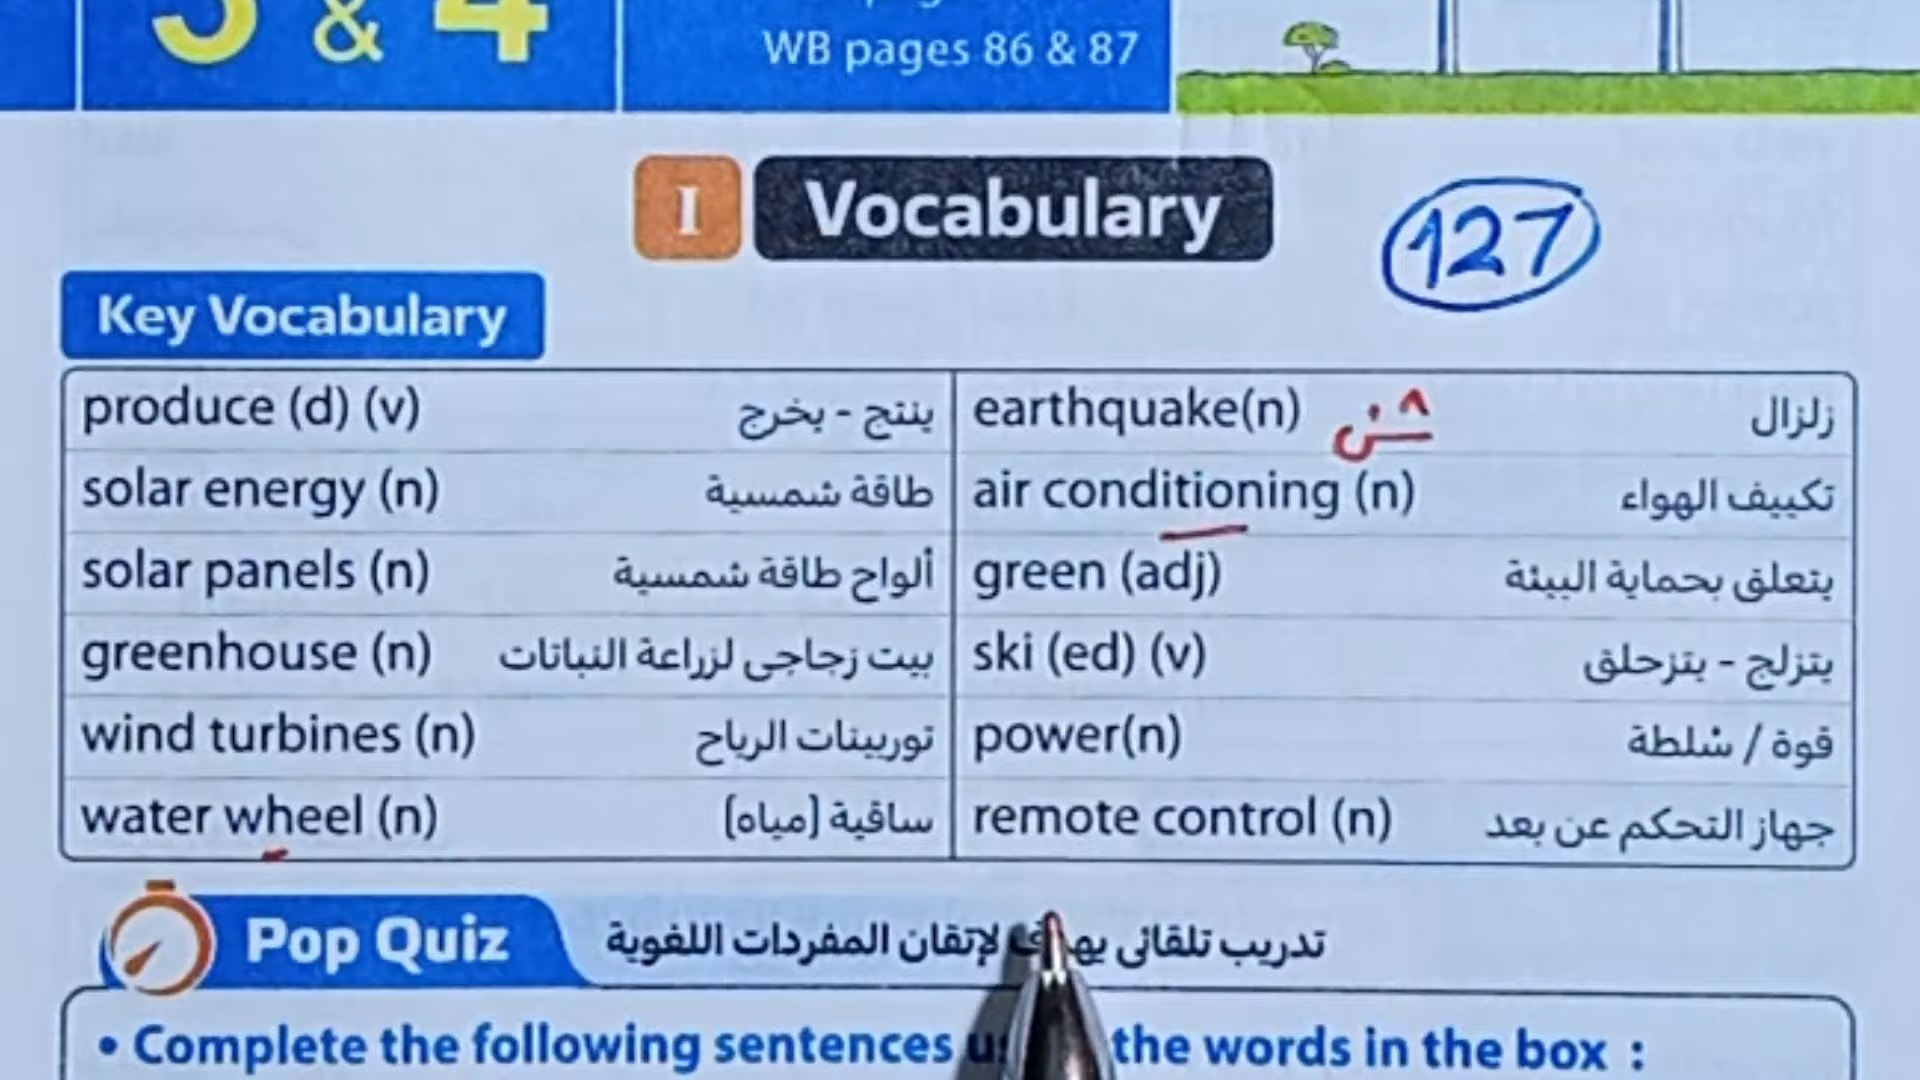 3 & 4
WB pages 86 & 87
I Vocabulary
127
Key Vocabulary
produce (d) (v) ينتج - يخرج
earthquake(n) زلزال
solar energy (n) طاقة شمسية
air conditioning (n) تكييف الهواء
solar panels (n) ألواح طاقة شمسية
green (adj) يتعلق بحماية البيئة
greenhouse (n) بيت زجاجى لزراعة النباتات
ski (ed) (v) يتزلج - يتزحلق
wind turbines (n) توربينات الرياح
power(n) قوة / سُلطة
water wheel (n) ساقية (مياه)
remote control (n) جهاز التحكم عن بعد
Pop Quiz تدريب تلقائى لإتقان المفردات اللغوية
• Complete the following sentences the words in the box :